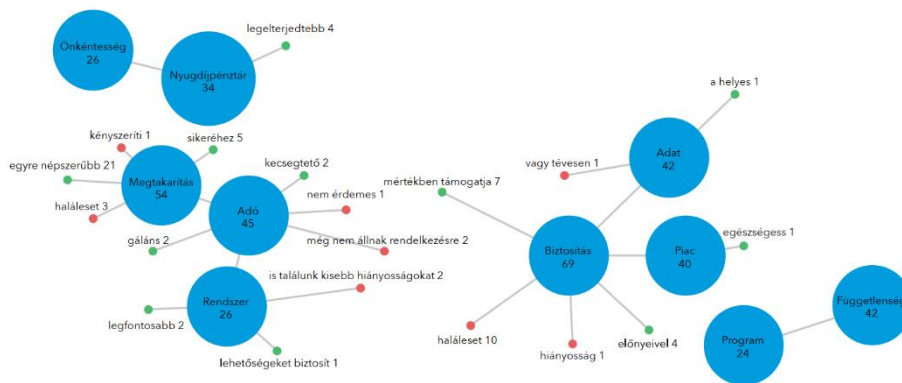 Önkéntesség
26
Nyugdíjpénztár
34
legelterjedtebb 4
kényszeríti 1
sikeréhez 5
egyre népszerűbb 21
Megtakarítás
54
haláleset 3
kecsegtető 2
Adó
45
nem érdemes 1
gáláns 2
még nem állnak rendelkezésre 2
is találunk kisebb hiányosságokat 2
Rendszer
26
legfontosabb 2
lehetőségeket biztosít 1
a helyes 1
Adat
42
vagy tévesen 1
mértékben támogatja 7
Biztosítás
69
Piac
40
egészségess 1
haláleset 10
hiányosság 1
előnyeivel 4
Függetlenség
42
Program
24